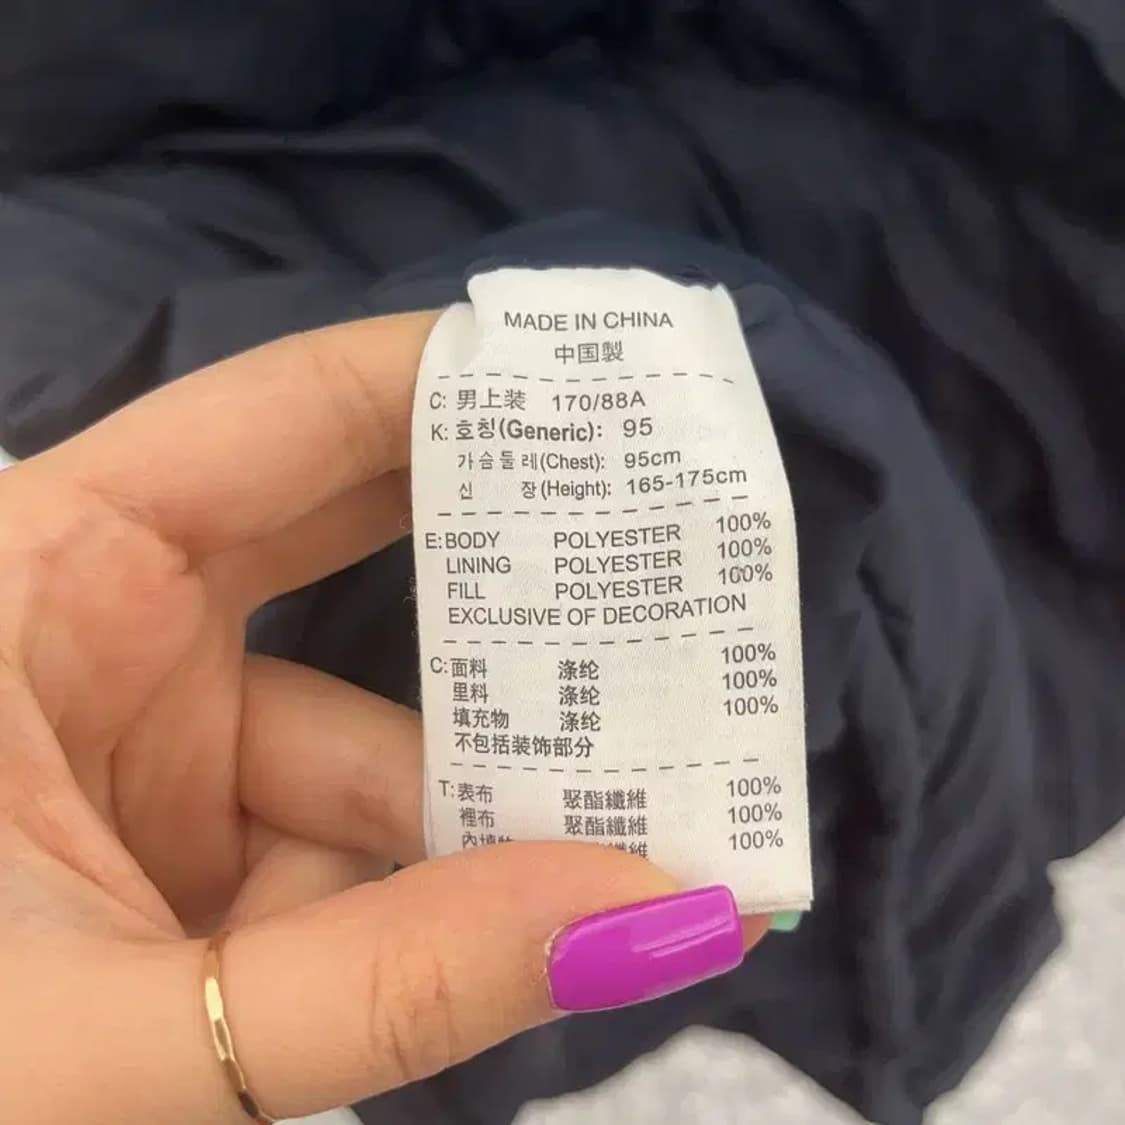 MADE IN CHINA
中国製
C: 男上装 170/88A
K: 호칭(Generic): 95
가슴둘레(Chest): 95cm
신 장(Height): 165-175cm
E: BODY POLYESTER 100%
LINING POLYESTER 100%
FILL POLYESTER 100%
EXCLUSIVE OF DECORATION
C: 面料 涤纶 100%
里料 涤纶 100%
填充物 涤纶 100%
不包括装饰部分
T: 表布 聚酯纖維 100%
裡布 聚酯纖維 100%
內填 纖維 100%